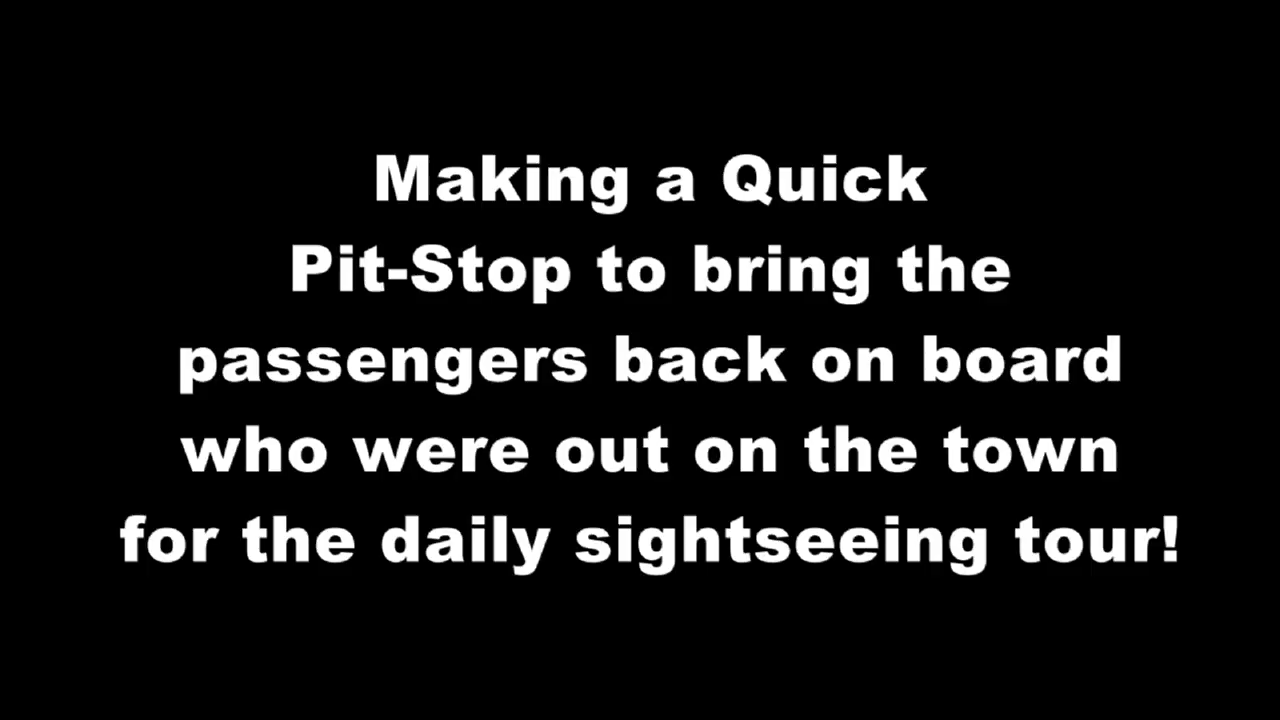 Making a Quick
Pit-Stop to bring the
passengers back on board
who were out on the town
for the daily sightseeing tour!